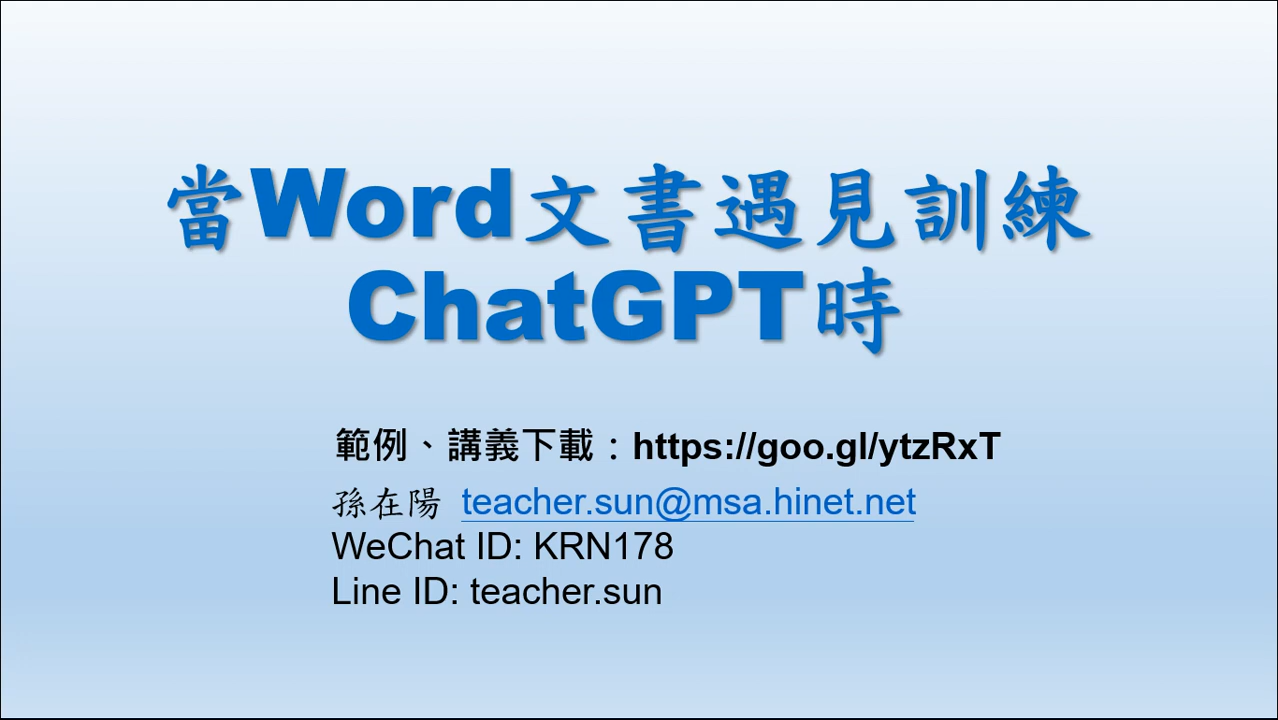 當Word文書遇見訓練
ChatGPT時
範例、講義下載：https://goo.gl/ytzRxT
孫在陽 teacher.sun@msa.hinet.net
WeChat ID: KRN178
Line ID: teacher.sun